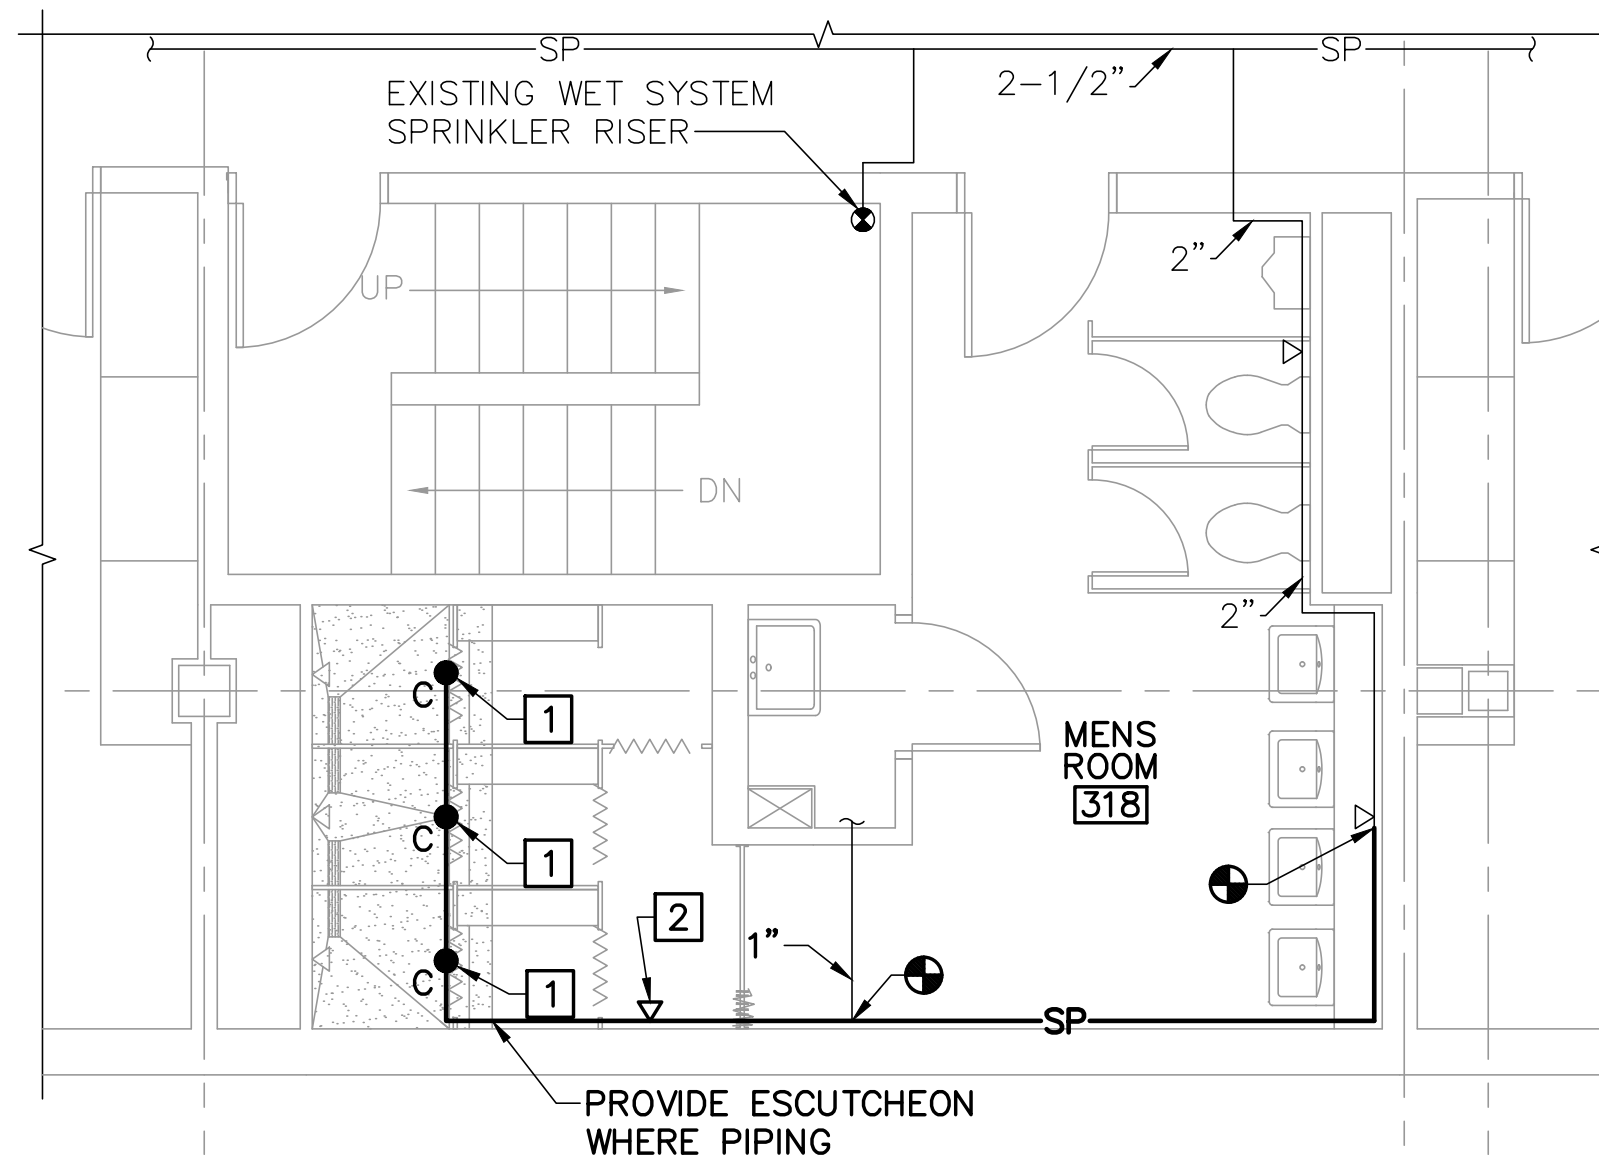 SP
SP
EXISTING WET SYSTEM
SPRINKLER RISER
2-1/2"
2"
UP
DN
2"
C
1
MENS
ROOM
318
C
1
2
1"
C
1
SP
PROVIDE ESCUTCHEON
WHERE PIPING